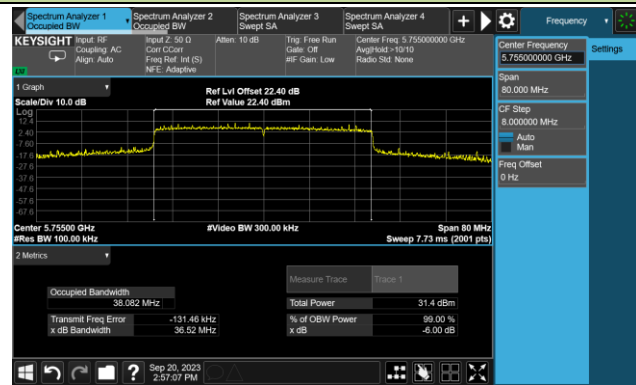 Spectrum Analyzer 1
Occupied BW
Spectrum Analyzer 2
Occupied BW
Spectrum Analyzer 3
Swept SA
Spectrum Analyzer 4
Swept SA
Frequency
KEYSIGHT
Input: RF
Coupling: AC
Align: Auto
Input Z: 50 Ω
Corr CCorr
Freq Ref: Int (S)
NFE: Adaptive
Atten: 10 dB
Trig: Free Run
Gate: Off
#IF Gain: Low
Center Freq: 5.755000000 GHz
Avg|Hold:>10/10
Radio Std: None
Center Frequency
5.755000000 GHz
Settings
Span
80.000 MHz
CF Step
8.000000 MHz
Auto
Man
Freq Offset
0 Hz
1 Graph
Scale/Div 10.0 dB
Ref Lvl Offset 22.40 dB
Ref Value 22.40 dBm
Log
12.4
2.40
-7.60
-17.6
-27.6
-37.6
-47.6
-57.6
-67.6
Center 5.75500 GHz
#Video BW 300.00 kHz
Span 80 MHz
#Res BW 100.00 kHz
Sweep 7.73 ms (2001 pts)
2 Metrics
Measure Trace
Trace 1
Occupied Bandwidth
38.082 MHz
Total Power
31.4 dBm
Transmit Freq Error
-131.46 kHz
% of OBW Power
99.00 %
x dB Bandwidth
36.52 MHz
x dB
-6.00 dB
Sep 20, 2023
2:57:07 PM